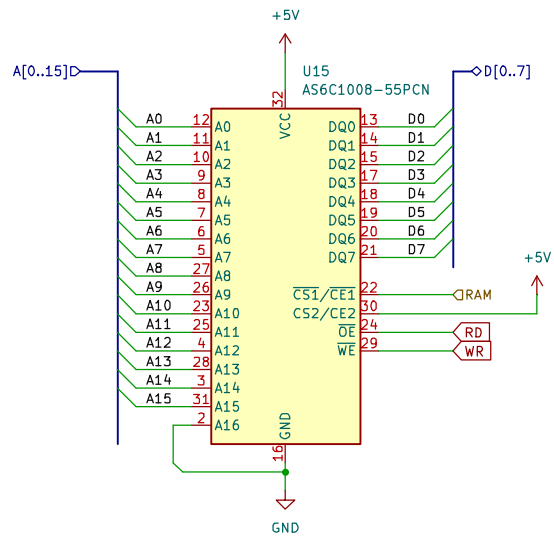 +5V
A[0..15]
U15
AS6C1008-55PCN
D[0..7]
32
VCC
A0 12 A0 DQ0 13 D0
A1 11 A1 DQ1 14 D1
A2 10 A2 DQ2 15 D2
A3 9 A3 DQ3 17 D3
A4 8 A4 DQ4 18 D4
A5 7 A5 DQ5 19 D5
A6 6 A6 DQ6 20 D6
A7 5 A7 DQ7 21 D7
A8 27 A8
+5V
A9 26 A9 CS1/CE1 22 RAM
A10 23 A10 CS2/CE2 30
A11 25 A11 OE 24 RD
A12 4 A12 WE 29 WR
A13 28 A13
A14 3 A14
A15 31 A15
2 A16
GND
16
GND